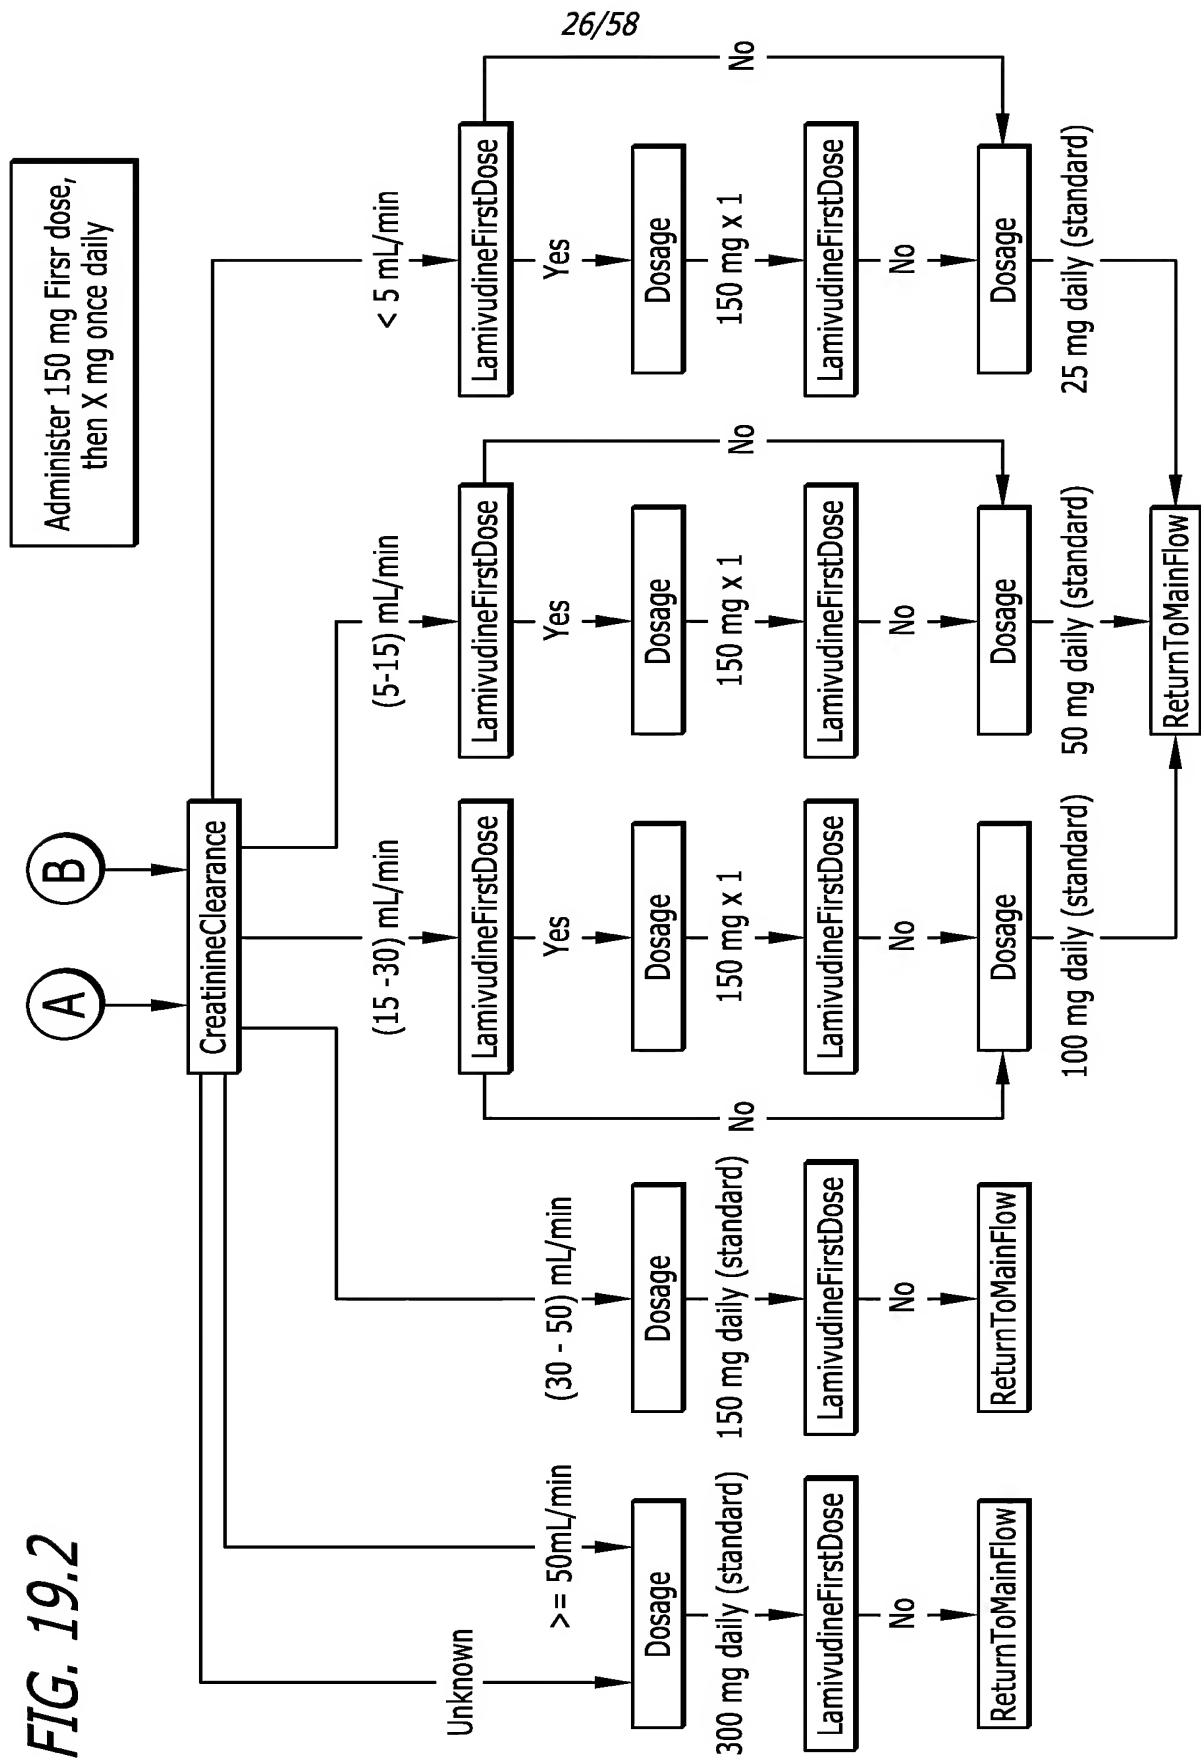 26/58
FIG. 19.2
Administer 150 mg Firsr dose,
then X mg once daily
A
B
CreatinineClearance
Unknown
>= 50mL/min
(30 - 50) mL/min
(15 -30) mL/min
(5-15) mL/min
< 5 mL/min
LamivudineFirstDose
LamivudineFirstDose
LamivudineFirstDose
Yes
Yes
Yes
Dosage
Dosage
Dosage
Dosage
Dosage
No
No
No
300 mg daily (standard)
150 mg daily (standard)
150 mg x 1
150 mg x 1
150 mg x 1
LamivudineFirstDose
LamivudineFirstDose
LamivudineFirstDose
LamivudineFirstDose
LamivudineFirstDose
No
No
No
No
No
ReturnToMainFlow
ReturnToMainFlow
Dosage
Dosage
Dosage
100 mg daily (standard)
50 mg daily (standard)
25 mg daily (standard)
ReturnToMainFlow